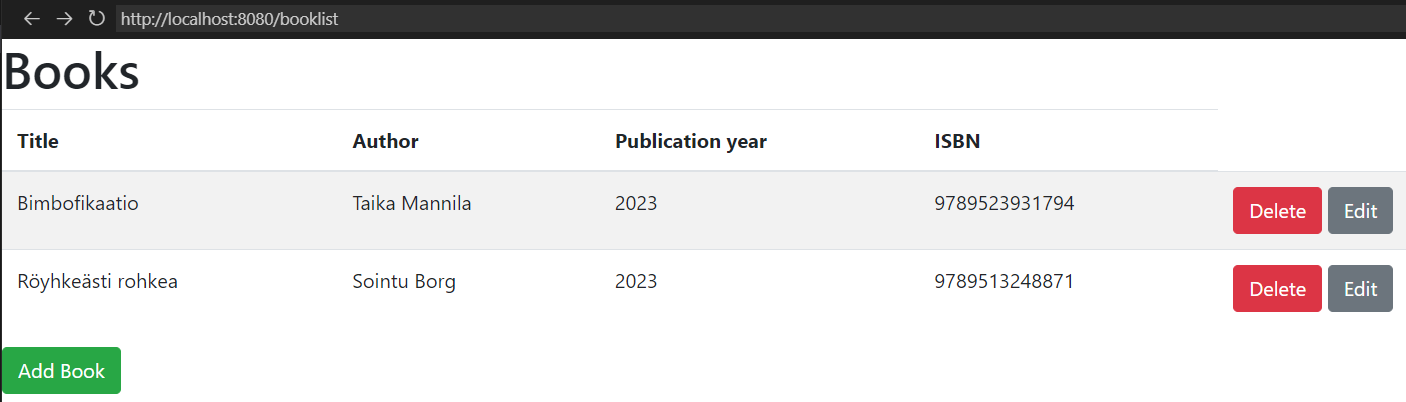 http://localhost:8080/booklist
Books
Title Author Publication year ISBN
Bimbofikaatio Taika Mannila 2023 9789523931794 Delete Edit
Röyhkeästi rohkea Sointu Borg 2023 9789513248871 Delete Edit
Add Book